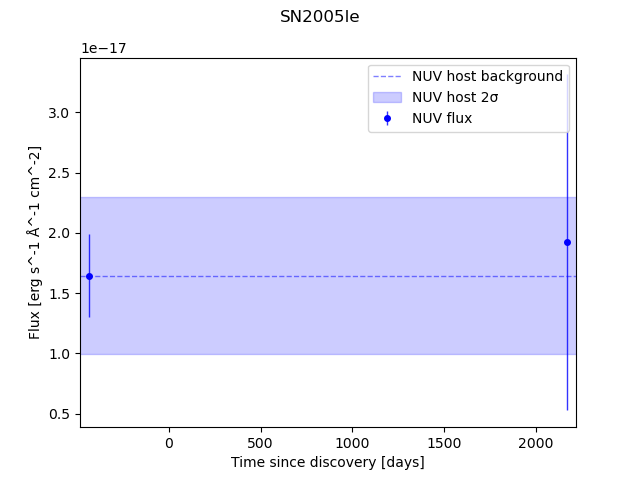 SN2005le
1e−17
NUV host background
NUV host 2σ
NUV flux
3.0
2.5
2.0
1.5
1.0
0.5
Flux [erg s^-1 Å^-1 cm^-2]
0
500
1000
1500
2000
Time since discovery [days]